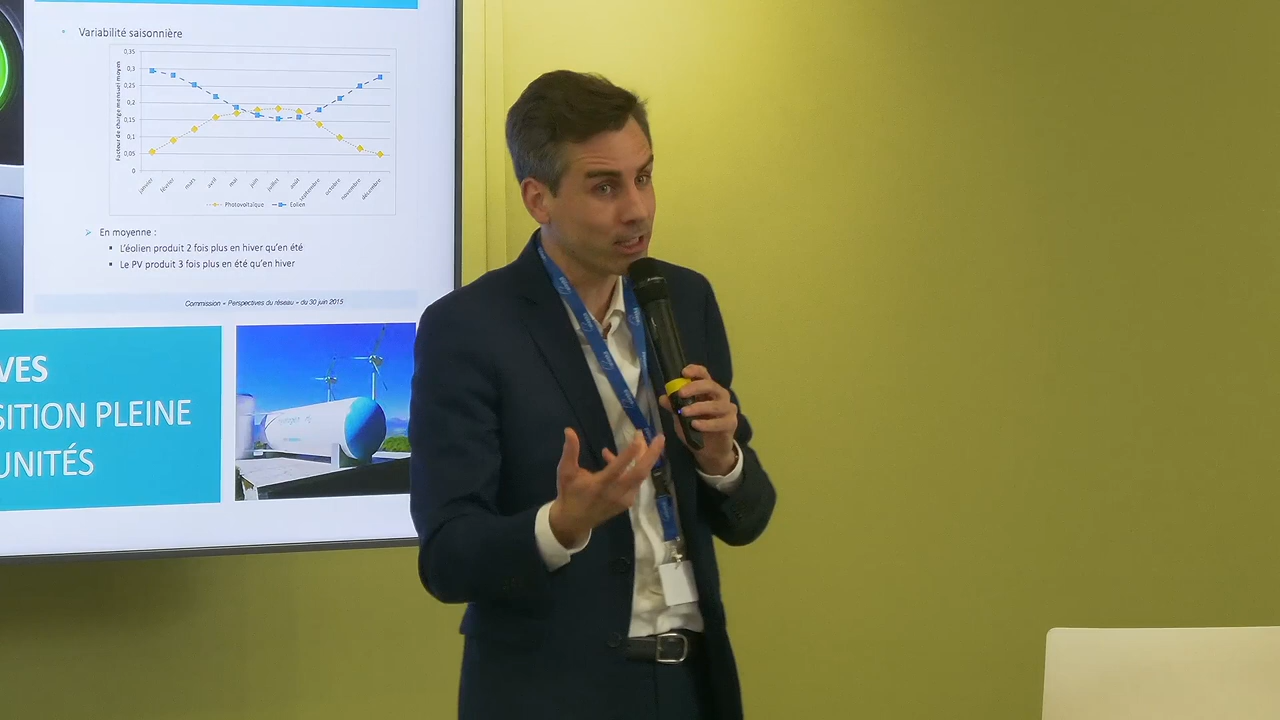 Variabilité saisonnière
Facteur de charge mensuel moyen
0,35
0,3
0,25
0,2
0,15
0,1
0,05
0
janvier
février
mars
avril
mai
juin
juillet
août
septembre
octobre
novembre
décembre
Photovoltaïque
Eolien
En moyenne :
L'éolien produit 2 fois plus en hiver qu'en été
Le PV produit 3 fois plus en été qu'en hiver
Commission « Perspectives du réseau » du 30 juin 2015
VES
SITION PLEINE
UNITÉS